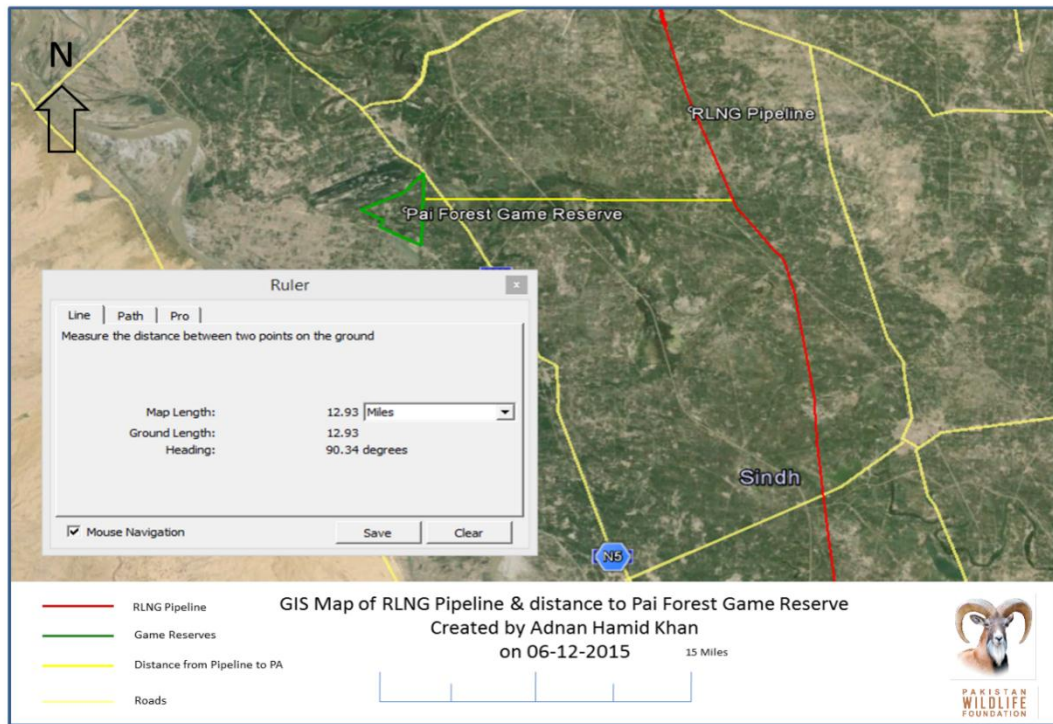 N
RLNG Pipeline
Pai Forest Game Reserve
Ruler
x
Line
Path
Pro
Measure the distance between two points on the ground
Map Length: 12.93 Miles
Ground Length: 12.93
Heading: 90.34 degrees
Mouse Navigation
Save
Clear
Sindh
N5
RLNG Pipeline
Game Reserves
Distance from Pipeline to PA
Roads
GIS Map of RLNG Pipeline & distance to Pai Forest Game Reserve
Created by Adnan Hamid Khan
on 06-12-2015
15 Miles
PAKISTAN
WILDLIFE
FOUNDATION